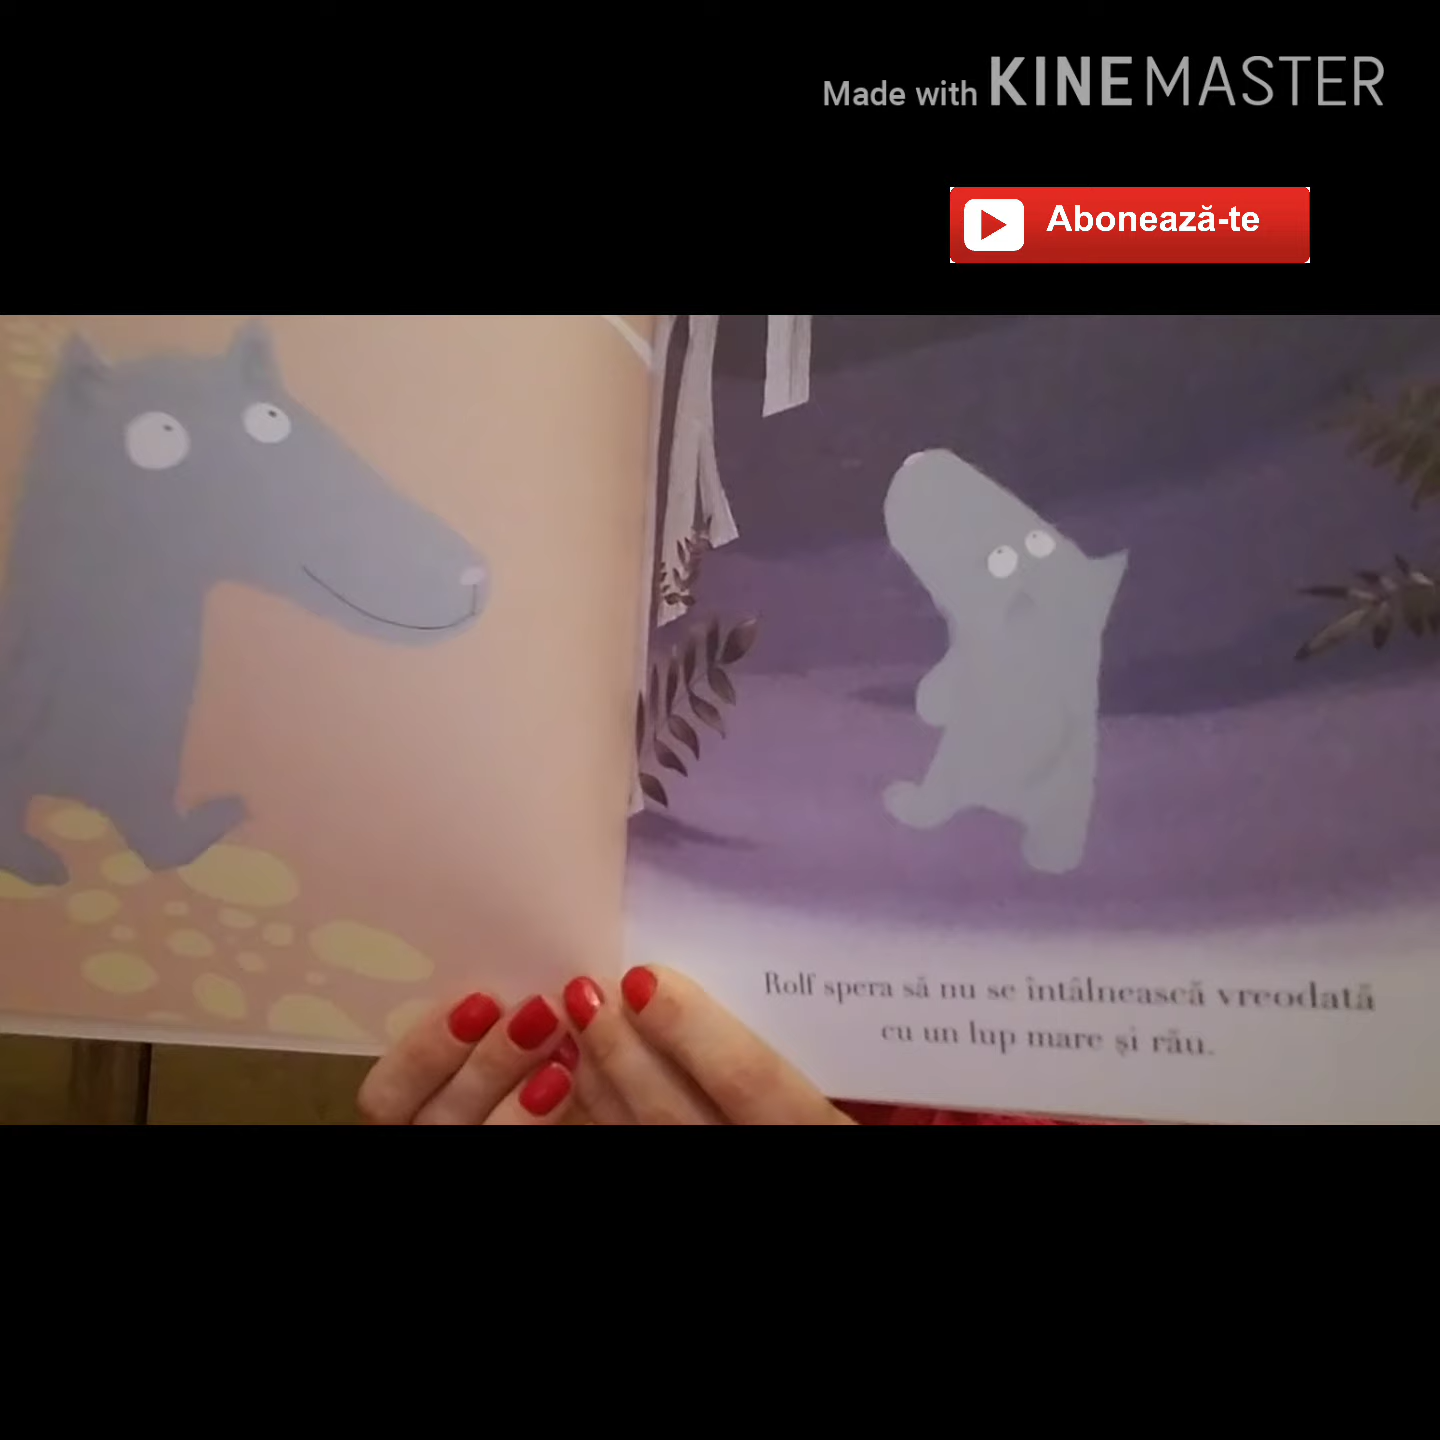 Made with KINEMASTER
Abonează-te
Rolf spera să nu se întâlnească vreodată
cu un lup mare și rău.